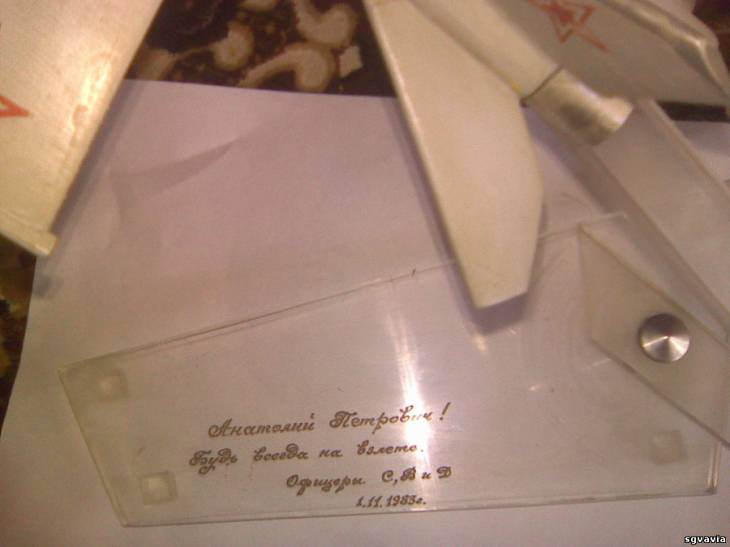 Анатолий Петрович!
Будь всегда на взлете.
Офицеры С, В и D
1.11.1983г.
sgvavia